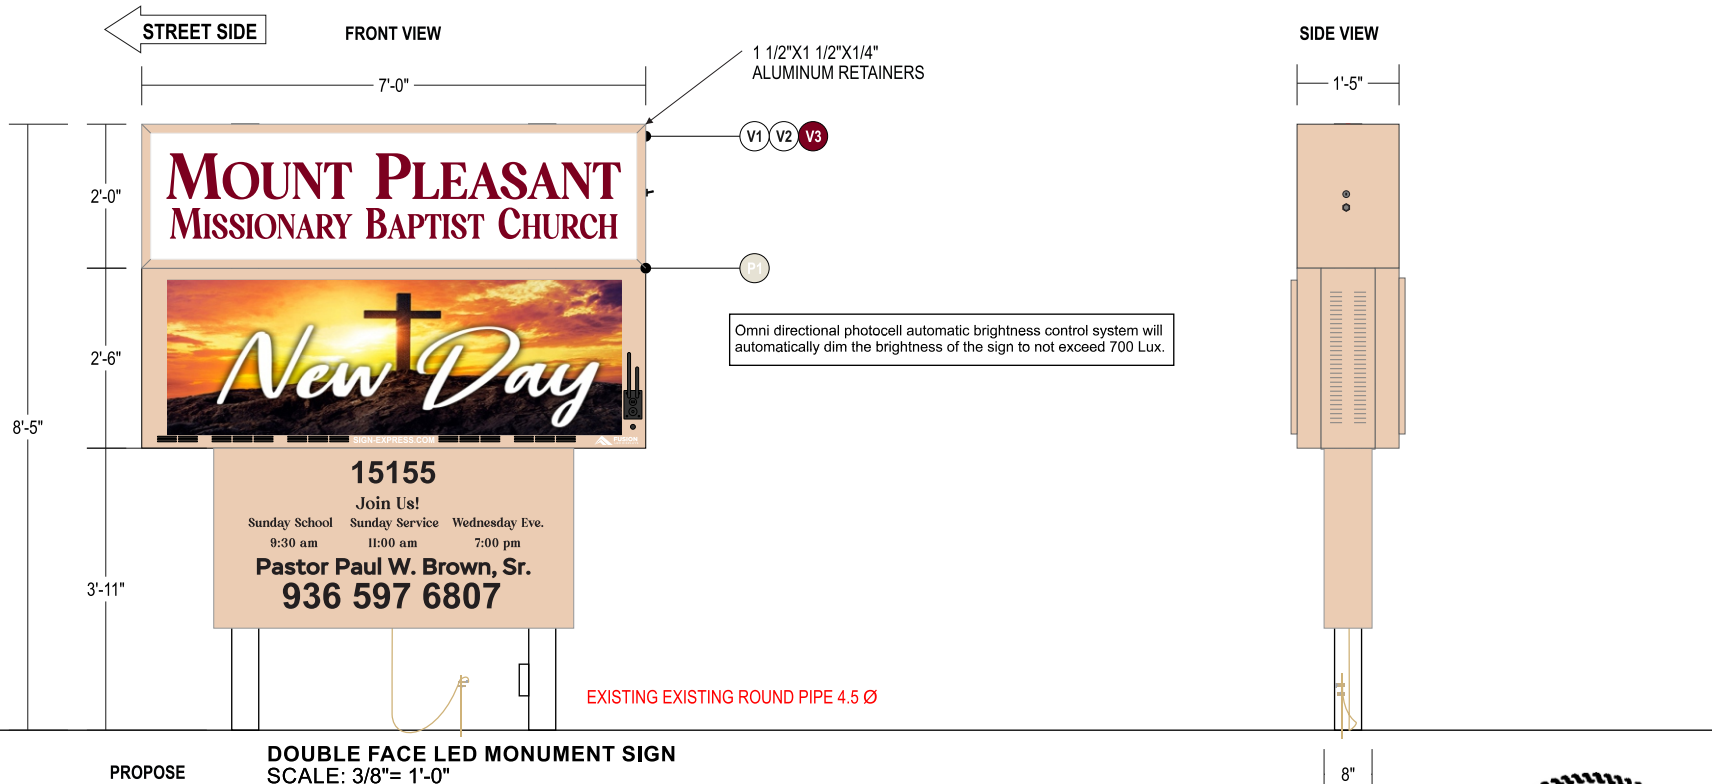 STREET SIDE
FRONT VIEW
SIDE VIEW
1 1/2"X1 1/2"X1/4"
ALUMINUM RETAINERS
7'-0"
1'-5"
V1 V2 V3
MOUNT PLEASANT
MISSIONARY BAPTIST CHURCH
2'-0"
P1
New Day
Omni directional photocell automatic brightness control system will
automatically dim the brightness of the sign to not exceed 700 Lux.
2'-6"
8'-5"
SIGN-EXPRESS.COM
FUSION
15155
Join Us!
Sunday School Sunday Service Wednesday Eve.
9:30 am 11:00 am 7:00 pm
Pastor Paul W. Brown, Sr.
936 597 6807
3'-11"
EXISTING EXISTING ROUND PIPE 4.5 Ø
DOUBLE FACE LED MONUMENT SIGN
SCALE: 3/8"= 1'-0"
PROPOSE
8"